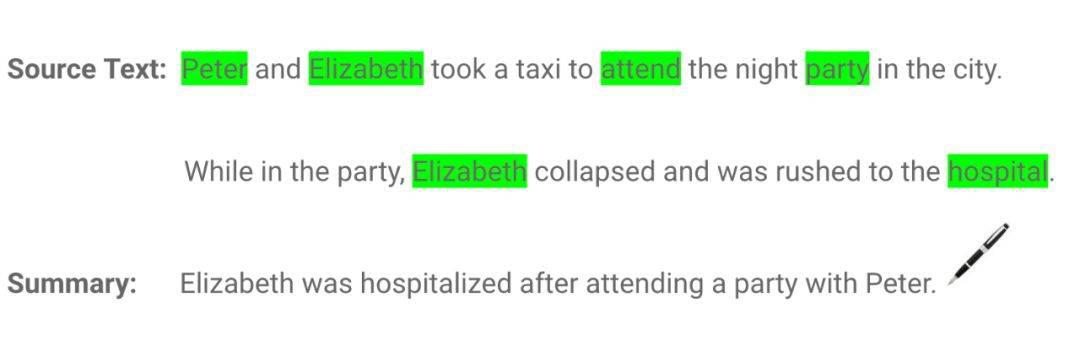 Source Text: Peter and Elizabeth took a taxi to attend the night party in the city.
While in the party, Elizabeth collapsed and was rushed to the hospital.
Summary: Elizabeth was hospitalized after attending a party with Peter.